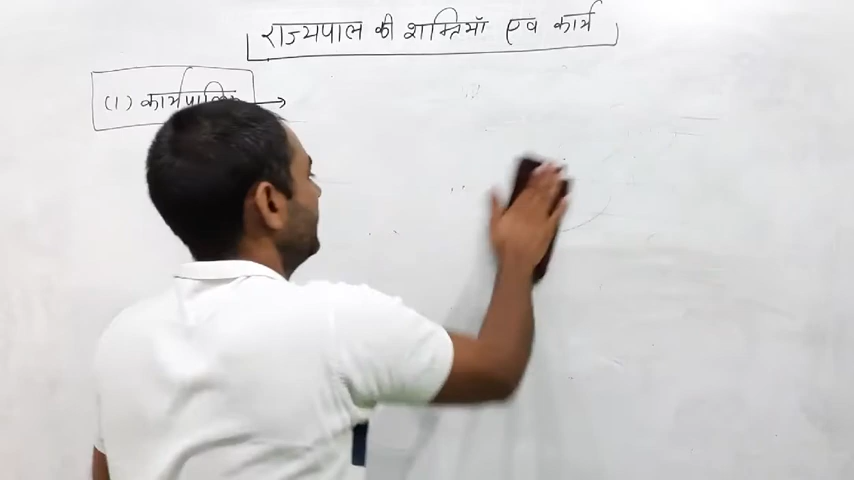 राज्यपाल की शक्तियाँ एवं कार्य
(1) कार्यपालिक →